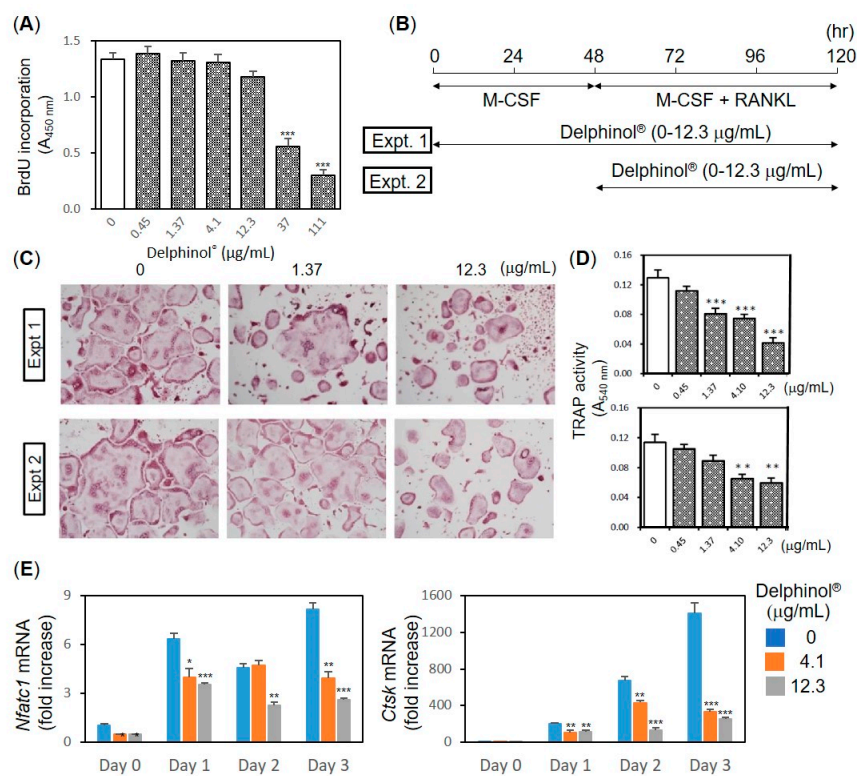 (A)
1.5
1.0
0.5
0.0
BrdU incorporation
(A450 nm)
***
***
0
0.45
1.37
4.1
12.3
37
111
Delphinol® (μg/mL)
(B)
(hr)
0 24 48 72 96 120
M-CSF M-CSF + RANKL
Expt. 1 Delphinol® (0-12.3 μg/mL)
Expt. 2 Delphinol® (0-12.3 μg/mL)
(C)
0 1.37 12.3 (μg/mL)
Expt 1
Expt 2
(D)
TRAP activity
(A540 nm)
0.16
0.12
0.08
0.04
0.00
***
***
***
0 0.45 1.37 4.10 12.3 (μg/mL)
0.16
0.12
0.08
0.04
0.00
**
**
0 0.45 1.37 4.10 12.3 (μg/mL)
(E)
Nfatc1 mRNA
(fold increase)
9
6
3
0
* *
* ***
**
** ***
Day 0 Day 1 Day 2 Day 3
Ctsk mRNA
(fold increase)
1600
1200
800
400
0
** **
** ***
*** ***
Day 0 Day 1 Day 2 Day 3
Delphinol®
(μg/mL)
0
4.1
12.3